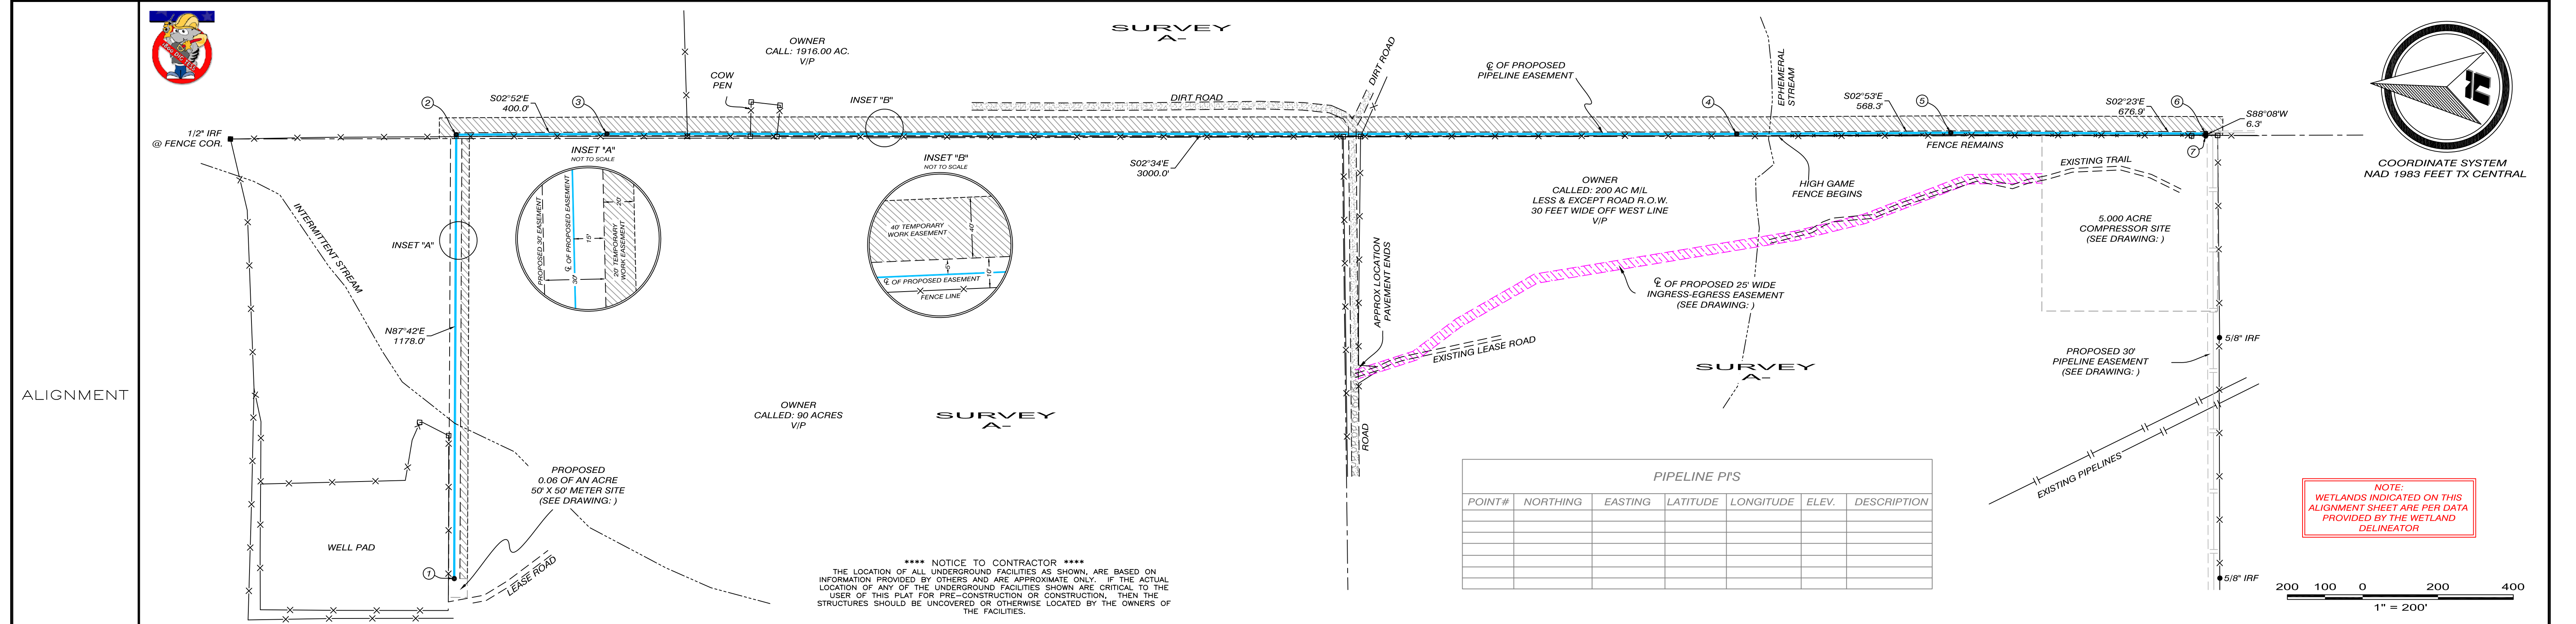 ALIGNMENT
SURVEY
A-
OWNER
CALL: 1916.00 AC.
V/P
COW
PEN
1/2" IRF
@ FENCE COR.
2
S02°52'E
400.0'
3
INSET "B"
DIRT ROAD
DIRT ROAD
℄ OF PROPOSED
PIPELINE EASEMENT
EPHEMERAL
STREAM
4
S02°53'E
568.3'
5
S02°23'E
676.9'
6
S88°08'W
6.3'
7
COORDINATE SYSTEM
NAD 1983 FEET TX CENTRAL
INSET "A"
NOT TO SCALE
PROPOSED 30' EASEMENT
℄ OF PROPOSED EASEMENT
20'
15'
30'
20' TEMPORARY
WORK EASEMENT
INSET "B"
NOT TO SCALE
40' TEMPORARY
WORK EASEMENT
40'
5'
10'
℄ OF PROPOSED EASEMENT
FENCE LINE
S02°34'E
3000.0'
FENCE REMAINS
EXISTING TRAIL
HIGH GAME
FENCE BEGINS
OWNER
CALLED: 200 AC M/L
LESS & EXCEPT ROAD R.O.W.
30 FEET WIDE OFF WEST LINE
V/P
5.000 ACRE
COMPRESSOR SITE
(SEE DRAWING: )
INTERMITTENT STREAM
INSET "A"
N87°42'E
1178.0'
APPROX LOCATION
PAVEMENT ENDS
℄ OF PROPOSED 25' WIDE
INGRESS-EGRESS EASEMENT
(SEE DRAWING: )
EXISTING LEASE ROAD
SURVEY
A-
PROPOSED 30'
PIPELINE EASEMENT
(SEE DRAWING: )
5/8" IRF
OWNER
CALLED: 90 ACRES
V/P
SURVEY
A-
ROAD
EXISTING PIPELINES
PROPOSED
0.06 OF AN ACRE
50' X 50' METER SITE
(SEE DRAWING: )
WELL PAD
1
LEASE ROAD
**** NOTICE TO CONTRACTOR ****
THE LOCATION OF ALL UNDERGROUND FACILITIES AS SHOWN, ARE BASED ON
INFORMATION PROVIDED BY OTHERS AND ARE APPROXIMATE ONLY. IF THE ACTUAL
LOCATION OF ANY OF THE UNDERGROUND FACILITIES SHOWN ARE CRITICAL TO THE
USER OF THIS PLAT FOR PRE-CONSTRUCTION OR CONSTRUCTION, THEN THE
STRUCTURES SHOULD BE UNCOVERED OR OTHERWISE LOCATED BY THE OWNERS OF
THE FACILITIES.
PIPELINE PI'S
POINT# NORTHING EASTING LATITUDE LONGITUDE ELEV. DESCRIPTION
NOTE:
WETLANDS INDICATED ON THIS
ALIGNMENT SHEET ARE PER DATA
PROVIDED BY THE WETLAND
DELINEATOR
5/8" IRF
200 100 0 200 400
1" = 200'